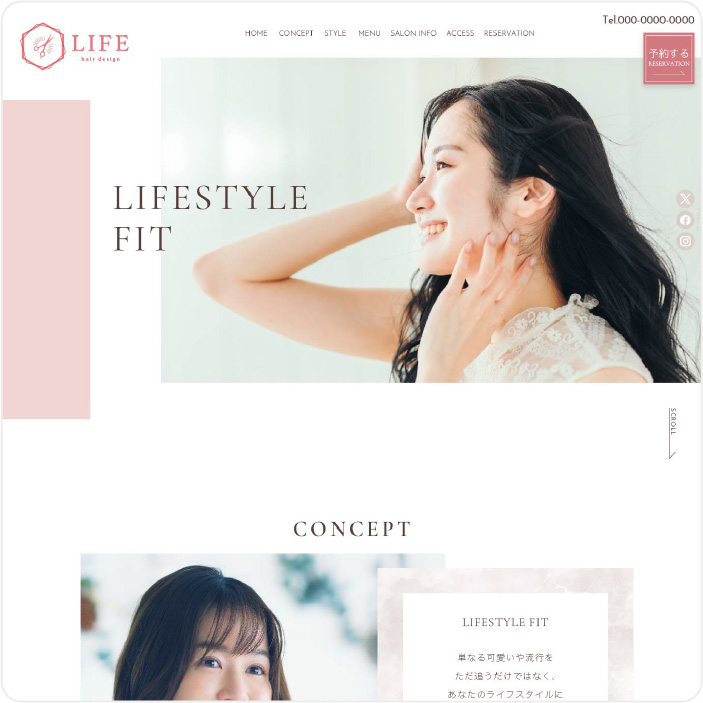 LIFE
hair design
HOME CONCEPT STYLE MENU SALON INFO ACCESS RESERVATION
Tel.000-0000-0000
予約する
RESERVATION
LIFESTYLE
FIT
SCROLL
CONCEPT
LIFESTYLE FIT
単なる可愛いや流行を
ただ追うだけではなく、
あなたのライフスタイルに